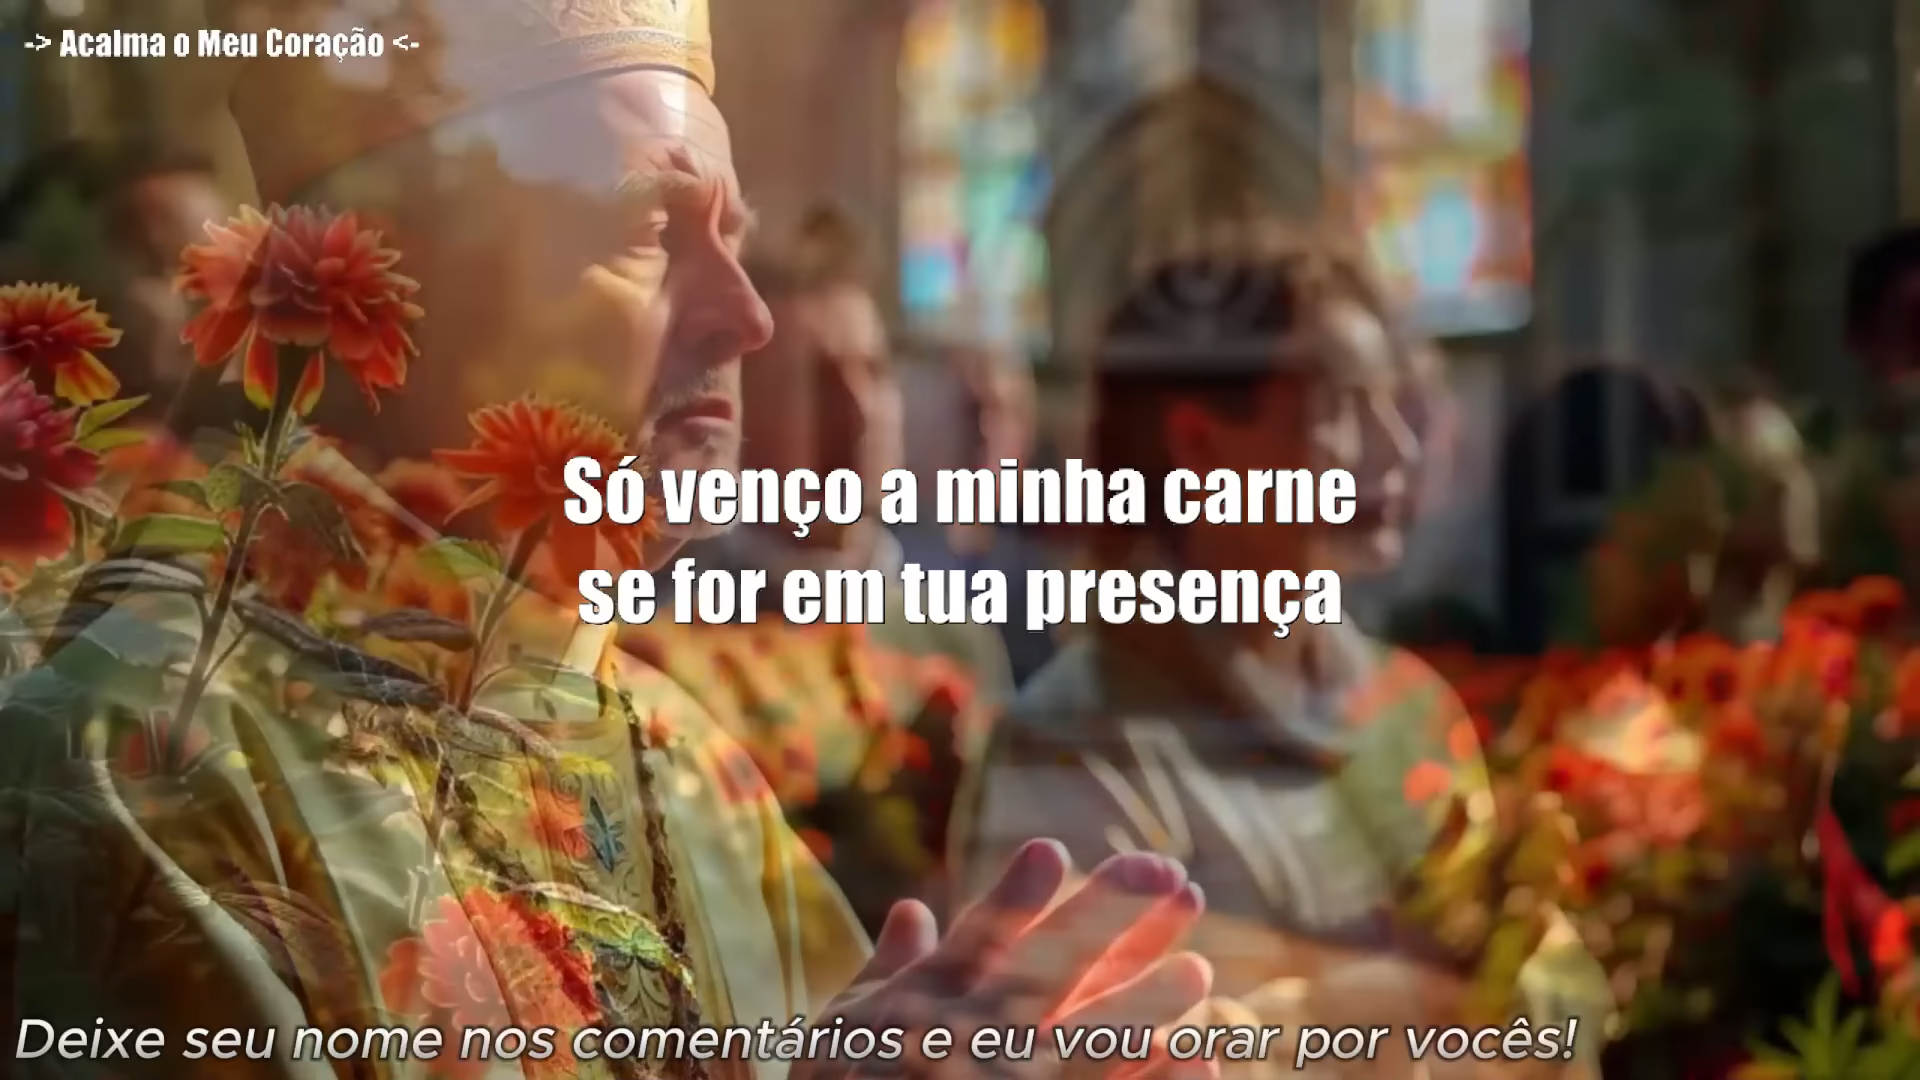 -> Acalma o Meu Coração <-
Só venço a minha carne
se for em tua presença
Deixe seu nome nos comentários e eu vou orar por vocês!